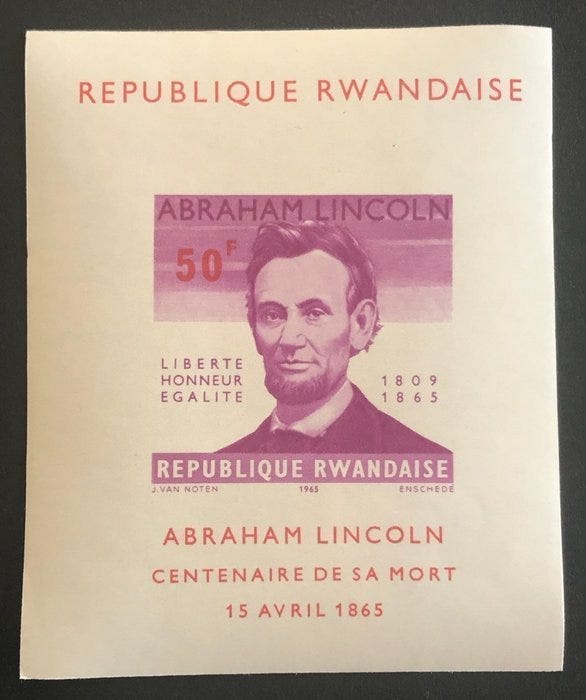 REPUBLIQUE RWANDAISE
ABRAHAM LINCOLN
50F
LIBERTE
HONNEUR
EGALITE
1809
1865
REPUBLIQUE RWANDAISE
J. VAN NOTEN 1965 ENSCHEDE
ABRAHAM LINCOLN
CENTENAIRE DE SA MORT
15 AVRIL 1865